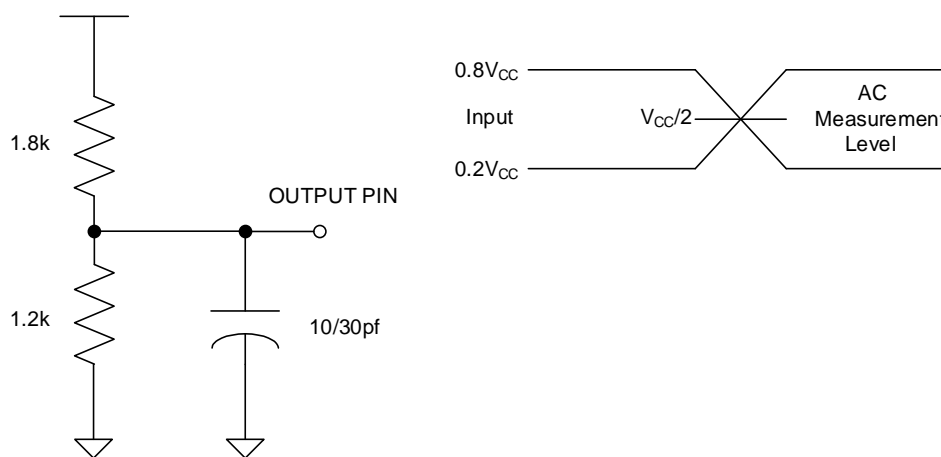 1.8k
1.2k
OUTPUT PIN
10/30pf
0.8VCC
Input
0.2VCC
VCC/2
AC
Measurement
Level